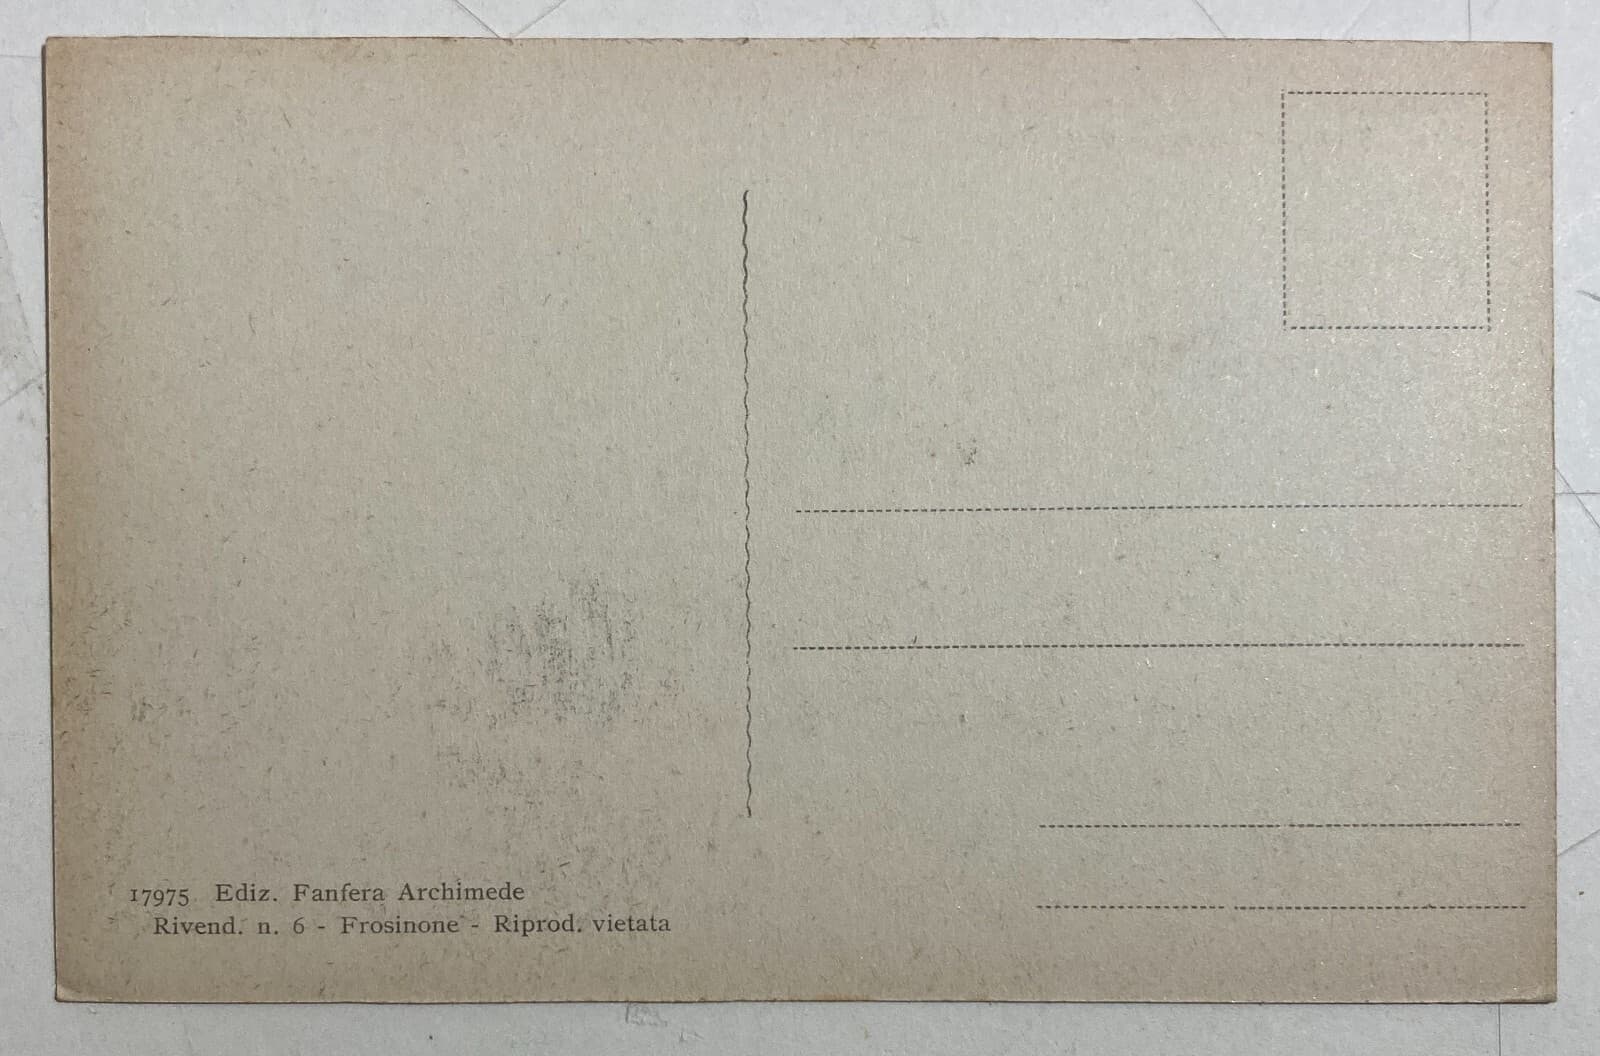 17975 Ediz. Fanfera Archimede
Rivend. n. 6 - Frosinone - Riprod. vietata